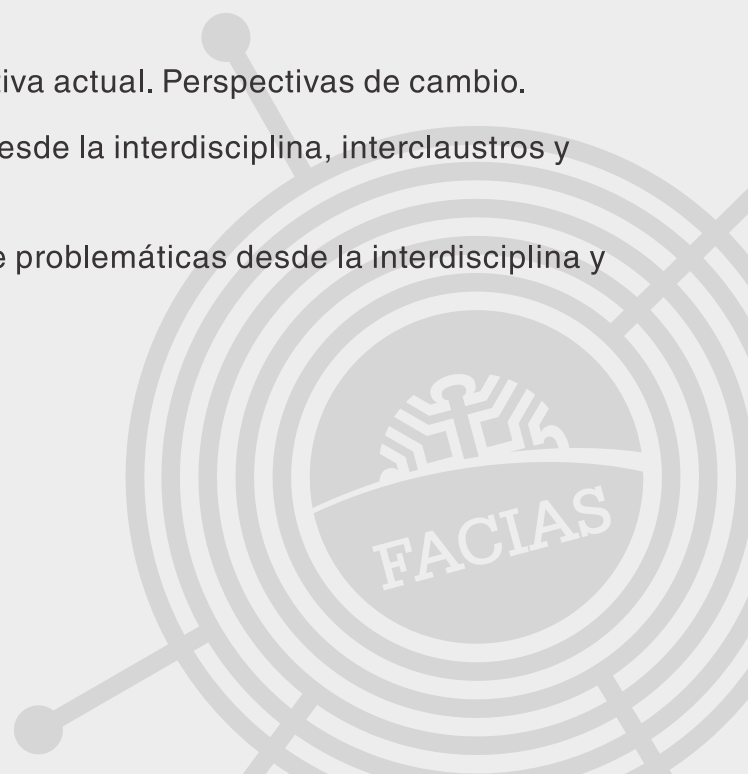 iva actual. Perspectivas de cambio.
esde la interdisciplina, interclaustros y
e problemáticas desde la interdisciplina y
FACIAS